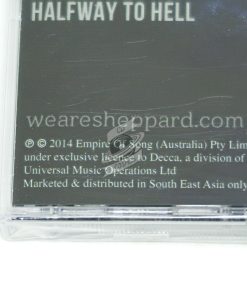 HALFWAY TO HELL
wearesheppard.com
℗ © 2014 Empire Of Song (Australia) Pty Lim
under exclusive licence to Decca, a division of
Universal Music Operations Ltd
Marketed & distributed in South East Asia only